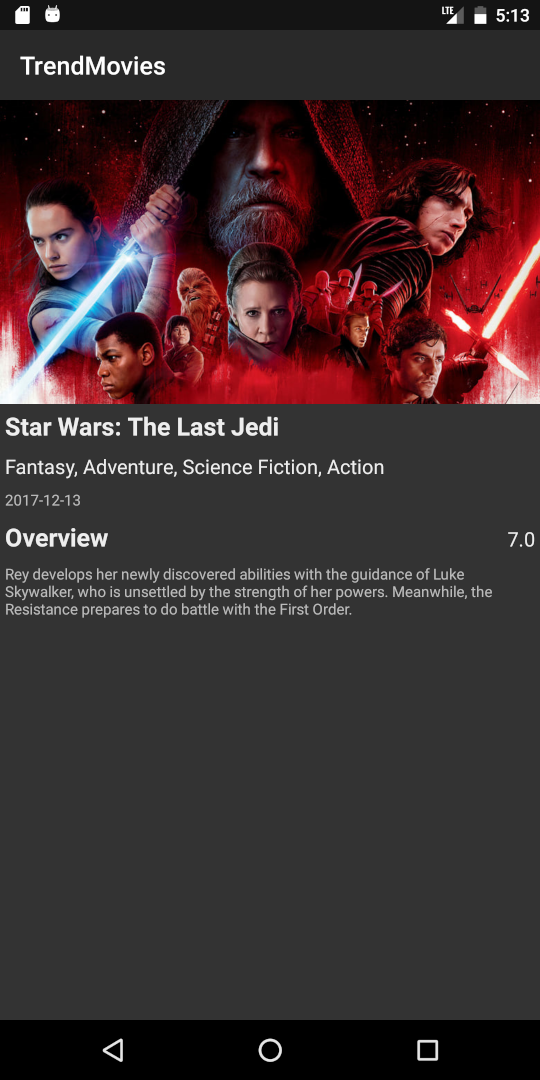 LTE 5:13
TrendMovies
Star Wars: The Last Jedi
Fantasy, Adventure, Science Fiction, Action
2017-12-13
Overview 7.0
Rey develops her newly discovered abilities with the guidance of Luke
Skywalker, who is unsettled by the strength of her powers. Meanwhile, the
Resistance prepares to do battle with the First Order.